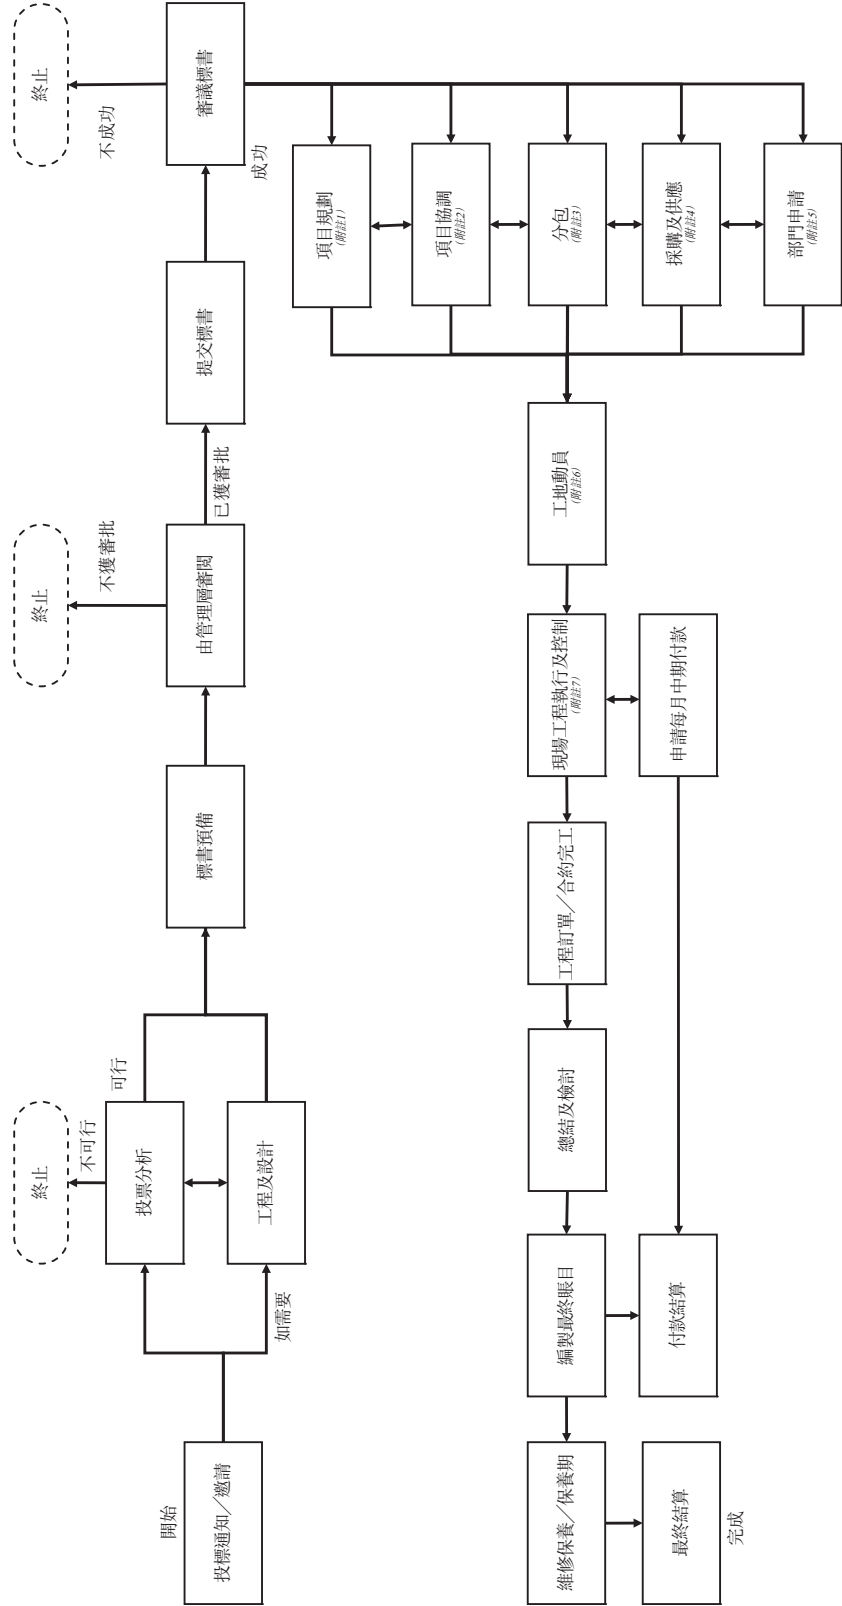 開始
投標通知／邀請
如需要
投票分析
工程及設計
不可行
終止
可行
標書預備
由管理層審閱
不獲審批
終止
已獲審批
提交標書
審議標書
不成功
終止
成功
項目規劃
(附註1)
項目協調
(附註2)
分包
(附註3)
採購及供應
(附註4)
部門申請
(附註5)
工地動員
(附註6)
現場工程執行及控制
(附註7)
申請每月中期付款
工程訂單／合約完工
總結及檢討
編製最終賬目
付款結算
維修保養／保養期
最終結算
完成